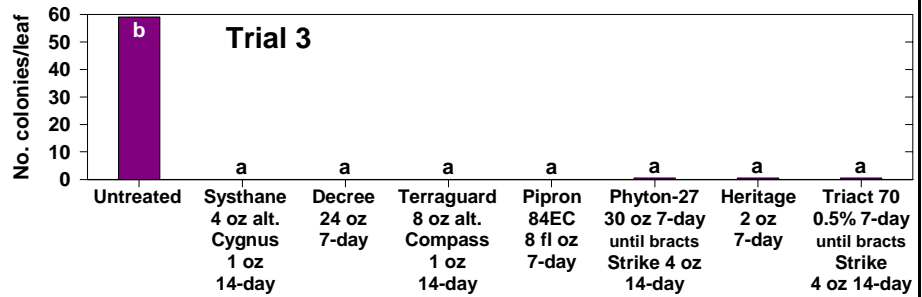 60
b
Trial 3
50
40
30
20
10
0
No. colonies/leaf
a a a a a a a
Untreated Systhane Decree Terraguard Pipron Phyton-27 Heritage Triact 70
4 oz alt. 24 oz 8 oz alt. 84EC 30 oz 7-day 2 oz 0.5% 7-day
Cygnus 7-day Compass 8 fl oz until bracts 7-day until bracts
1 oz 1 oz 7-day Strike 4 oz Strike
14-day 14-day 14-day 4 oz 14-day